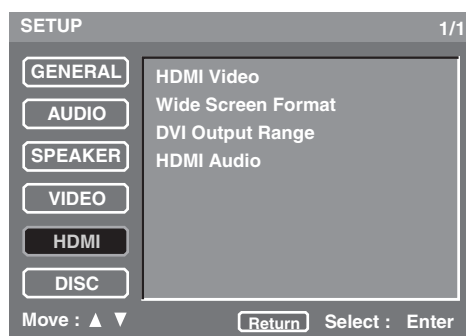 SETUP 1/1
GENERAL
AUDIO
SPEAKER
VIDEO
HDMI
DISC
HDMI Video
Wide Screen Format
DVI Output Range
HDMI Audio
Move : ▲ ▼ Return Select : Enter